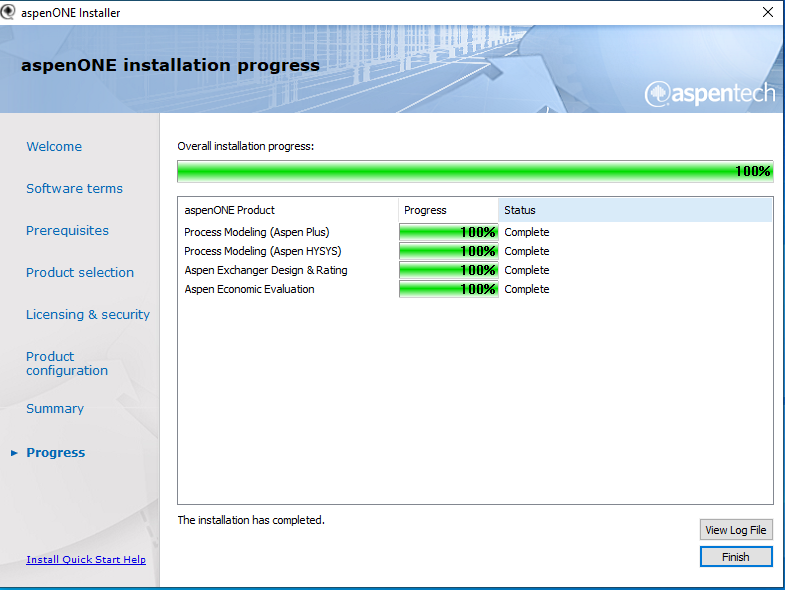 aspenONE Installer
aspenONE installation progress
aspentech
Welcome
Software terms
Prerequisites
Product selection
Licensing & security
Product
configuration
Summary
Progress
Install Quick Start Help
Overall installation progress:
100%
aspenONE Product Progress Status
Process Modeling (Aspen Plus) 100% Complete
Process Modeling (Aspen HYSYS) 100% Complete
Aspen Exchanger Design & Rating 100% Complete
Aspen Economic Evaluation 100% Complete
The installation has completed.
View Log File
Finish